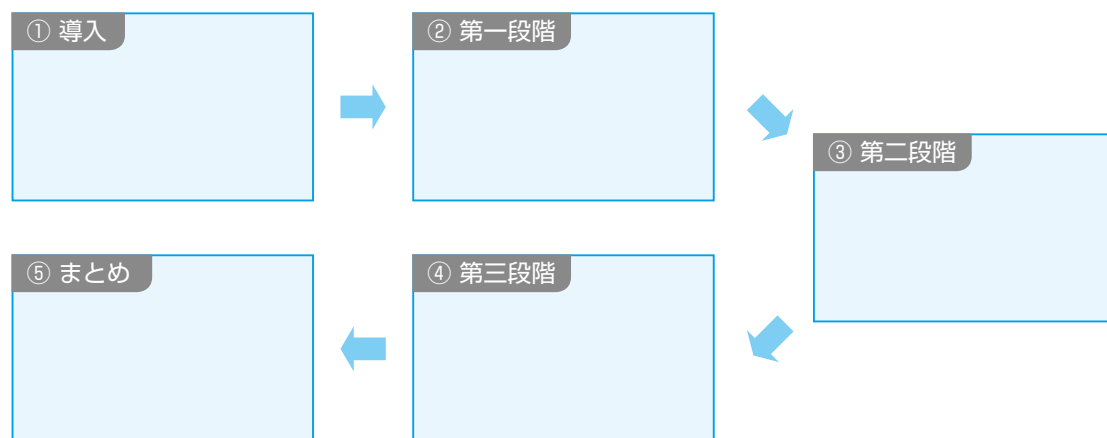 ① 導入
② 第一段階
③ 第二段階
④ 第三段階
⑤ まとめ